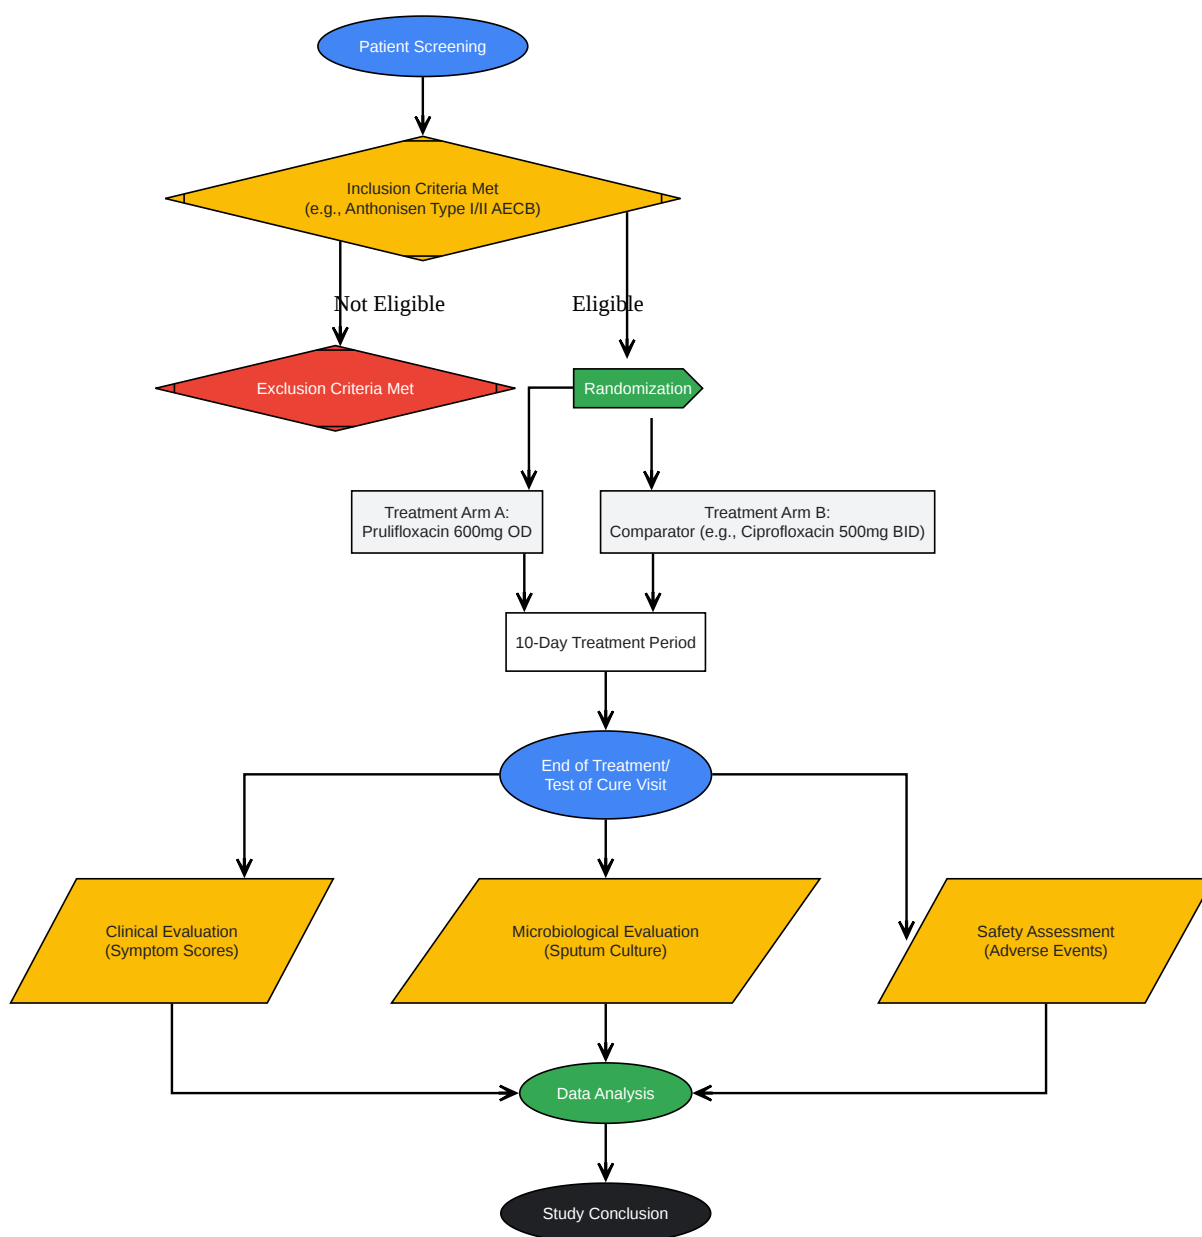 Patient Screening
Inclusion Criteria Met
(e.g., Anthonisen Type I/II AECB)
Not Eligible
Eligible
Exclusion Criteria Met
Randomization
Treatment Arm A:
Prulifloxacin 600mg OD
Treatment Arm B:
Comparator (e.g., Ciprofloxacin 500mg BID)
10-Day Treatment Period
End of Treatment/
Test of Cure Visit
Clinical Evaluation
(Symptom Scores)
Microbiological Evaluation
(Sputum Culture)
Safety Assessment
(Adverse Events)
Data Analysis
Study Conclusion